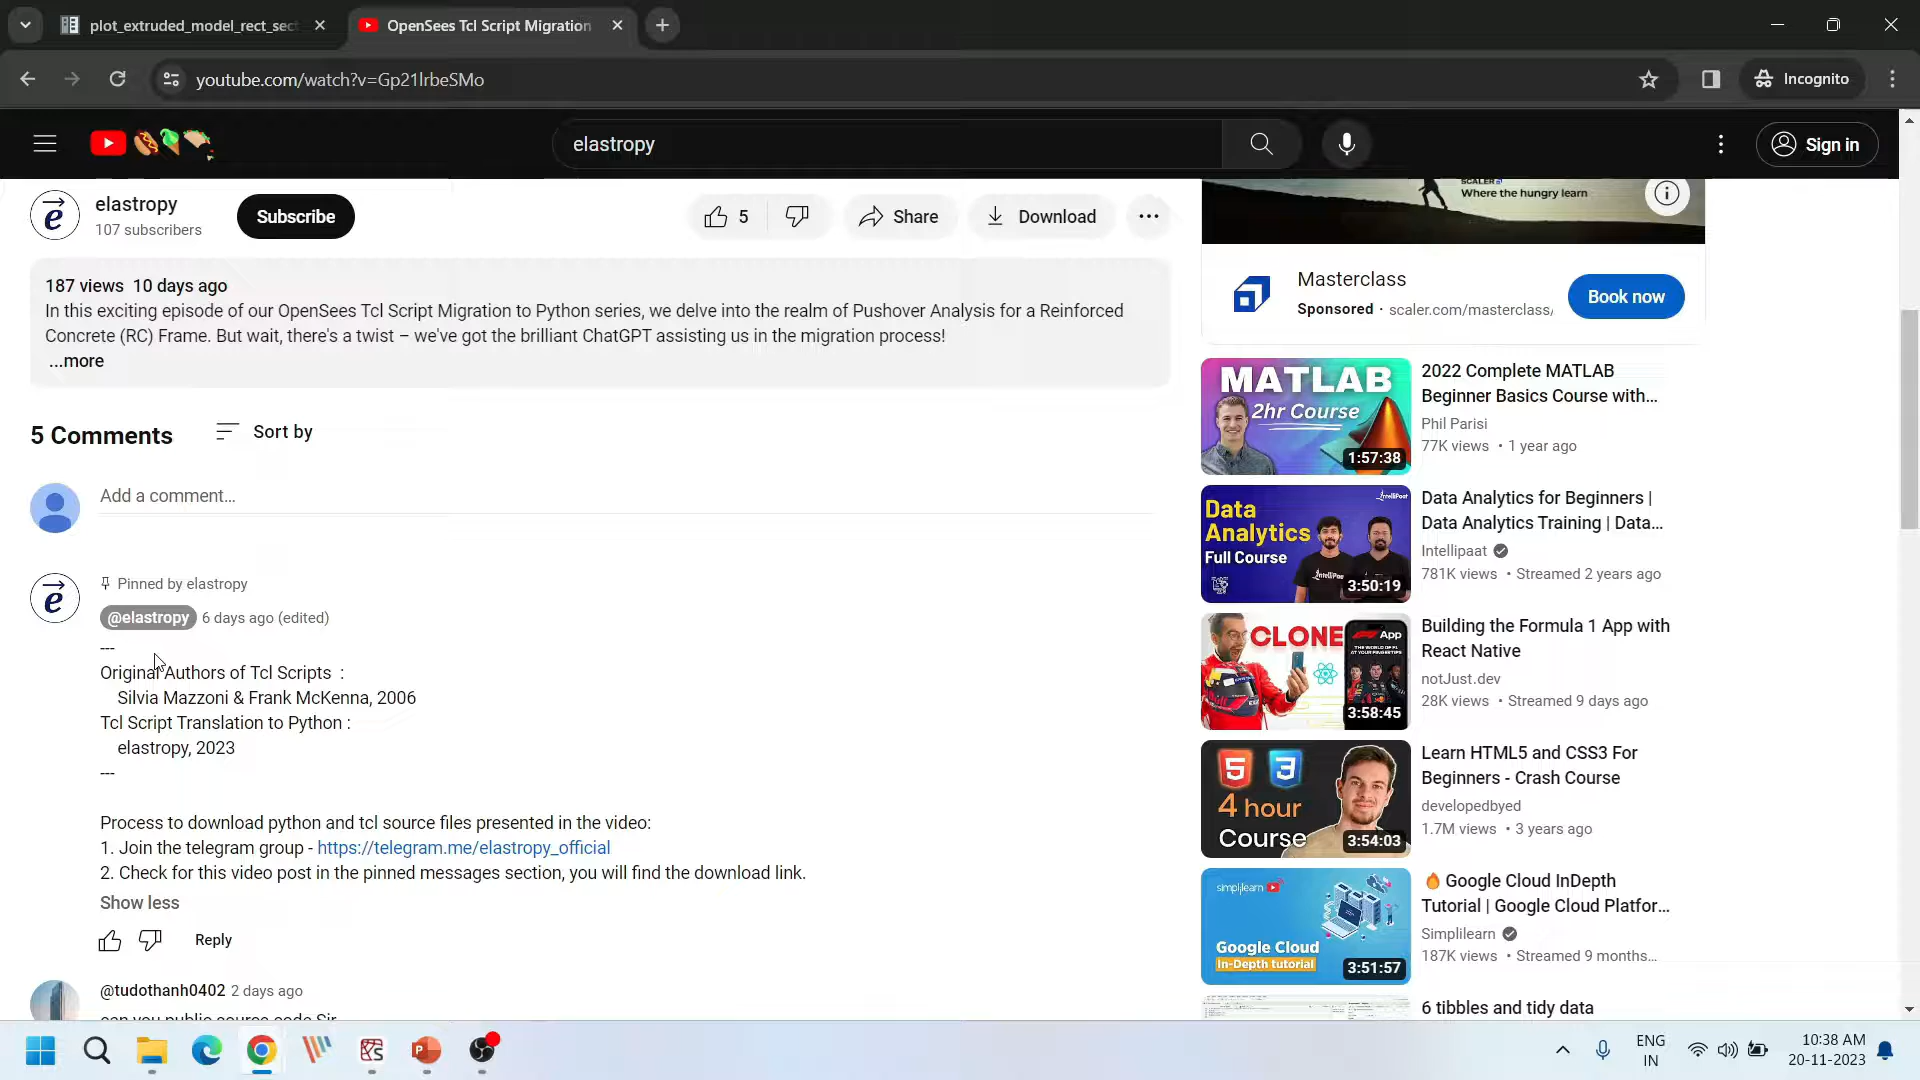 plot_extruded_model_rect_sect
OpenSees Tcl Script Migration
youtube.com/watch?v=Gp21lrbeSMo
Incognito
elastropy
Sign in
elastropy
107 subscribers
Subscribe
5
Share
Download
187 views 10 days ago
In this exciting episode of our OpenSees Tcl Script Migration to Python series, we delve into the realm of Pushover Analysis for a Reinforced
Concrete (RC) Frame. But wait, there's a twist – we've got the brilliant ChatGPT assisting us in the migration process!
...more
5 Comments
Sort by
Add a comment...
Pinned by elastropy
@elastropy 6 days ago (edited)
---
Original Authors of Tcl Scripts :
Silvia Mazzoni & Frank McKenna, 2006
Tcl Script Translation to Python :
elastropy, 2023
---
Process to download python and tcl source files presented in the video:
1. Join the telegram group - https://telegram.me/elastropy_official
2. Check for this video post in the pinned messages section, you will find the download link.
Show less
Reply
@tudothanh0402 2 days ago
can you public source code Sir
SCALER
Where the hungry learn
Masterclass
Sponsored · scaler.com/masterclass/
Book now
MATLAB
2hr Course
1:57:38
2022 Complete MATLAB
Beginner Basics Course with...
Phil Parisi
77K views • 1 year ago
IntelliPaat
Data
Analytics
Full Course
3:50:19
Data Analytics for Beginners |
Data Analytics Training | Data...
Intellipaat
781K views • Streamed 2 years ago
CLONE
App
3:58:45
Building the Formula 1 App with
React Native
notJust.dev
28K views • Streamed 9 days ago
5 3
4 hour
Course
3:54:03
Learn HTML5 and CSS3 For
Beginners - Crash Course
developedbyed
1.7M views • 3 years ago
simplilearn
Google Cloud
In-Depth tutorial
3:51:57
🔥 Google Cloud InDepth
Tutorial | Google Cloud Platfor...
Simplilearn
187K views • Streamed 9 months...
6 tibbles and tidy data
ENG
IN
10:38 AM
20-11-2023